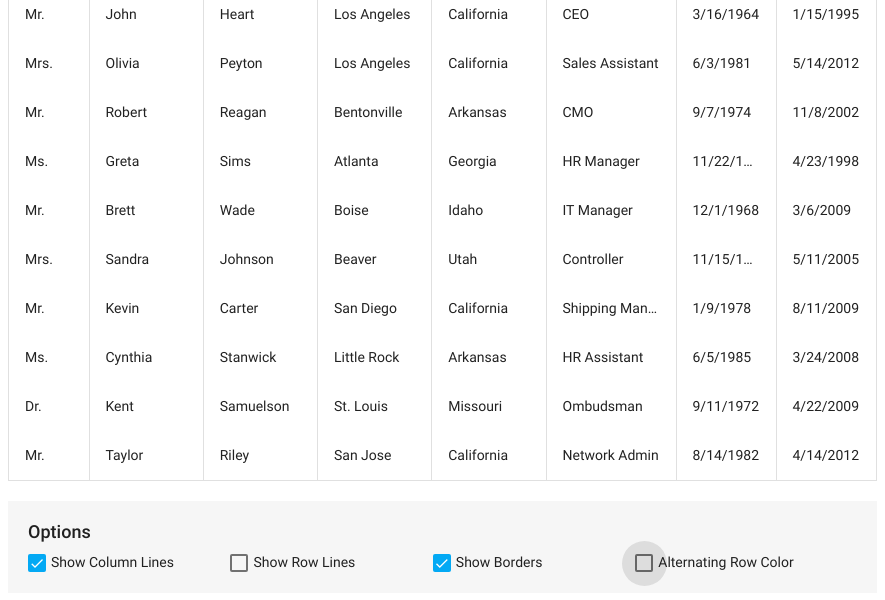 Mr. John Heart Los Angeles California CEO 3/16/1964 1/15/1995
Mrs. Olivia Peyton Los Angeles California Sales Assistant 6/3/1981 5/14/2012
Mr. Robert Reagan Bentonville Arkansas CMO 9/7/1974 11/8/2002
Ms. Greta Sims Atlanta Georgia HR Manager 11/22/1... 4/23/1998
Mr. Brett Wade Boise Idaho IT Manager 12/1/1968 3/6/2009
Mrs. Sandra Johnson Beaver Utah Controller 11/15/1... 5/11/2005
Mr. Kevin Carter San Diego California Shipping Man... 1/9/1978 8/11/2009
Ms. Cynthia Stanwick Little Rock Arkansas HR Assistant 6/5/1985 3/24/2008
Dr. Kent Samuelson St. Louis Missouri Ombudsman 9/11/1972 4/22/2009
Mr. Taylor Riley San Jose California Network Admin 8/14/1982 4/14/2012
Options
Show Column Lines Show Row Lines Show Borders Alternating Row Color